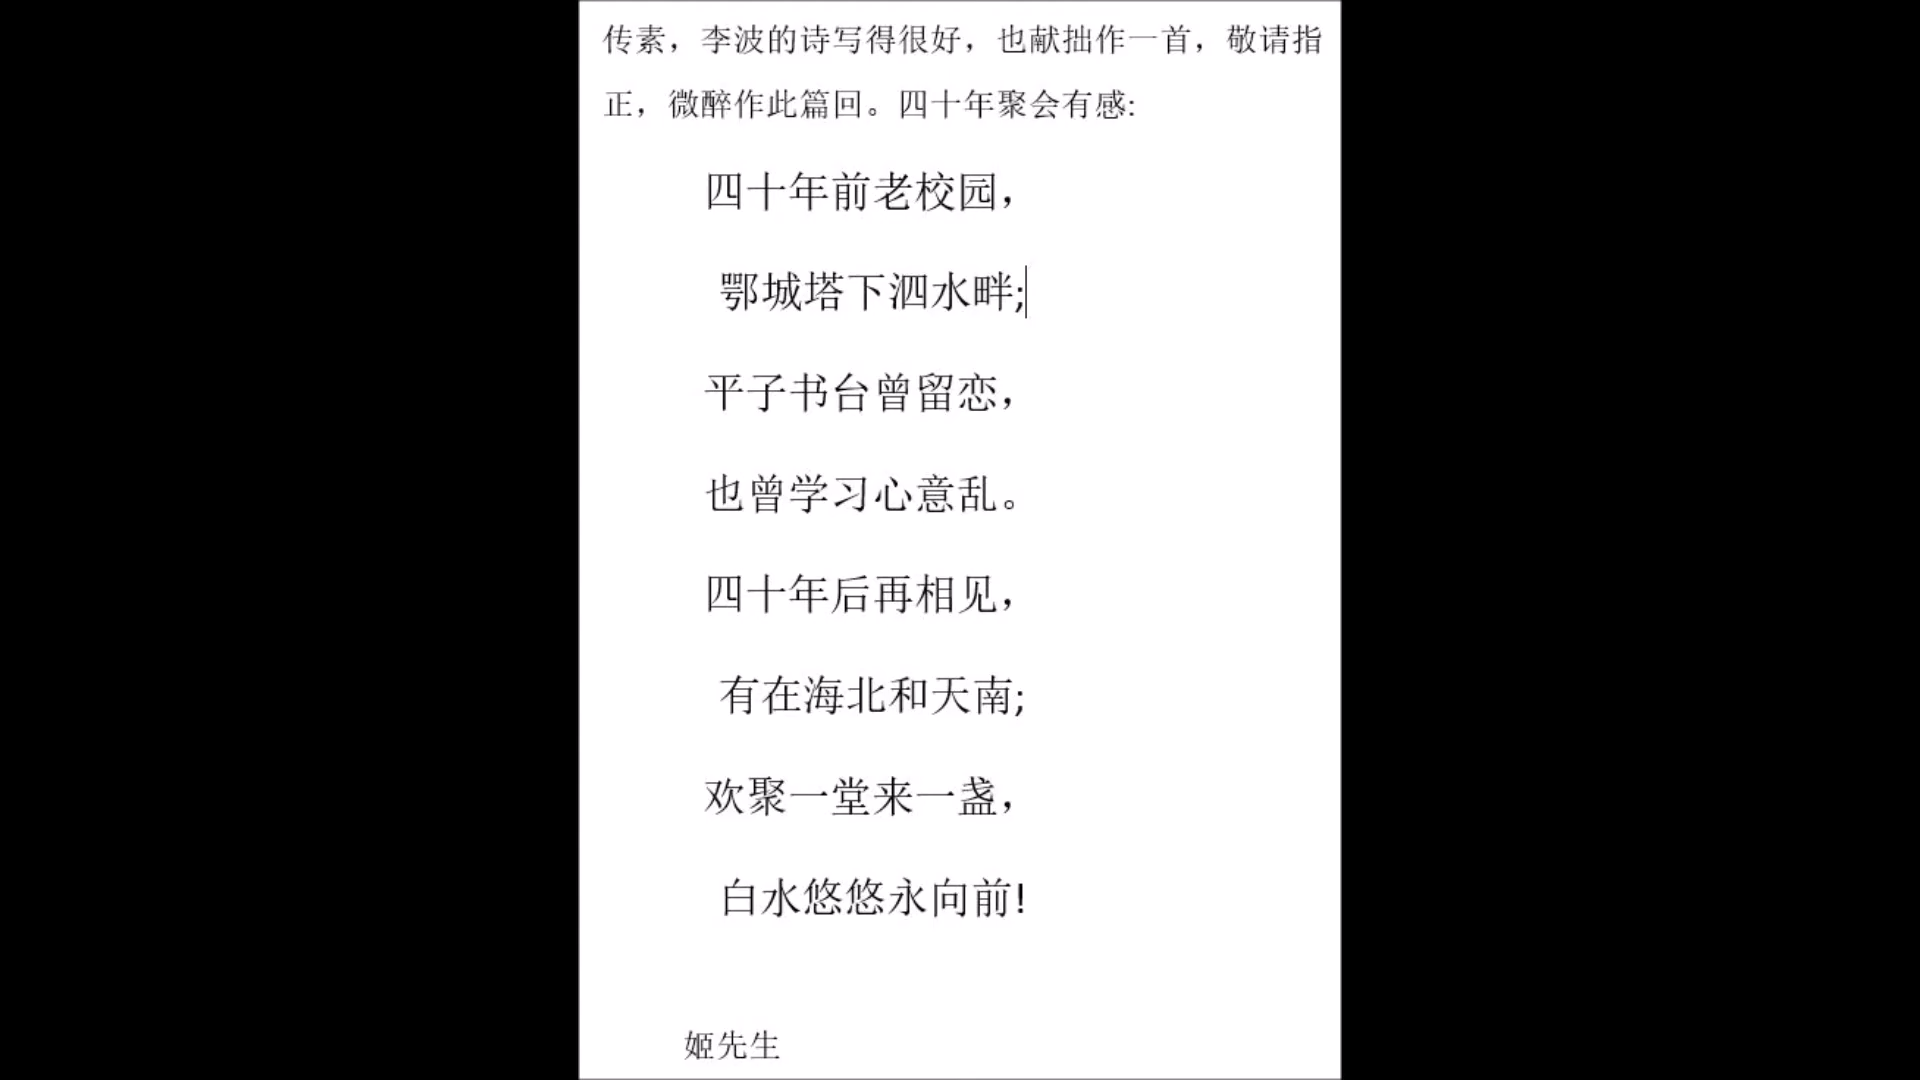 传素，李波的诗写得很好，也献拙作一首，敬请指
正，微醉作此篇回。四十年聚会有感:
四十年前老校园，
鄂城塔下泗水畔;
平子书台曾留恋，
也曾学习心意乱。
四十年后再相见，
有在海北和天南;
欢聚一堂来一盏，
白水悠悠永向前!
姬先生